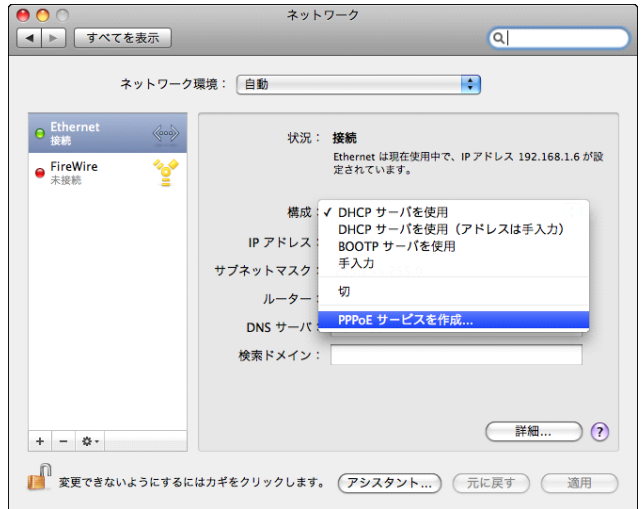 ネットワーク
すべてを表示
ネットワーク環境： 自動
Ethernet
接続
FireWire
未接続
状況： 接続
Ethernet は現在使用中で、IP アドレス 192.168.1.6 が設
定されています。
構成： ✓ DHCP サーバを使用
DHCP サーバを使用（アドレスは手入力）
BOOTP サーバを使用
手入力
切
PPPoE サービスを作成...
IP アドレス：
サブネットマスク：
ルーター：
DNS サーバ：
検索ドメイン：
詳細... ?
変更できないようにするにはカギをクリックします。
アシスタント... 元に戻す 適用